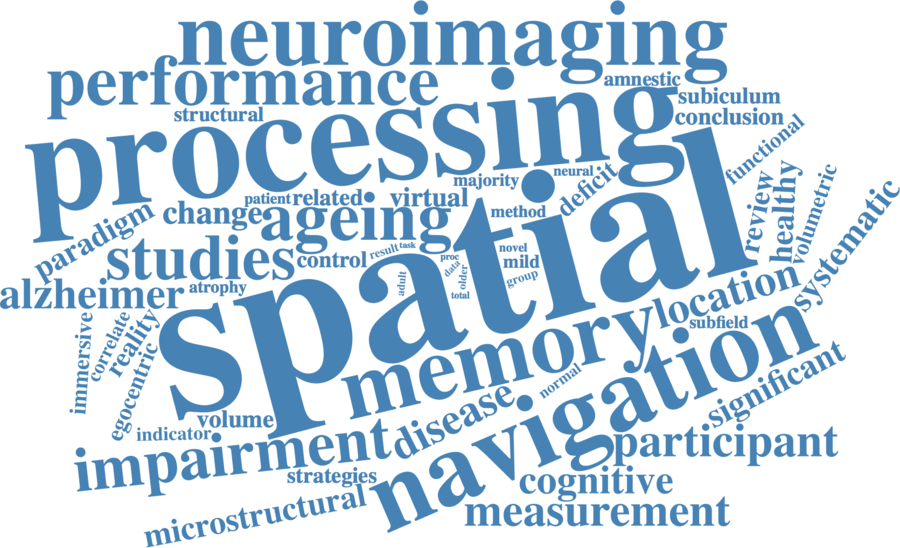 neuroimaging
performance
amnestic
subiculum
structural
conclusion
processing
functional
neural
deficit
majority
patient
related
virtual
method
review
healthy
volumetric
paradigm
change
ageing
systematic
studies
control
result
task
proc
data
novel
mild
adult
older
group
total
alzheimer
atrophy
spatial
location
subfield
immersive
correlate
reality
egocentric
memory
normal
navigation
significant
volume
indicator
impairment
disease
participant
strategies
cognitive
microstructural
measurement